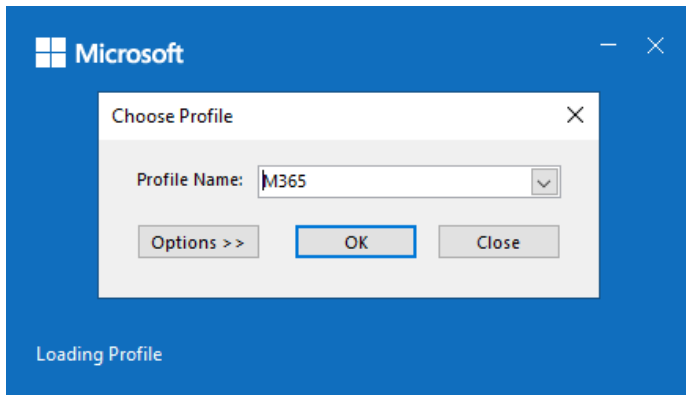 Microsoft
Choose Profile
Profile Name: M365
Options >> OK Close
Loading Profile